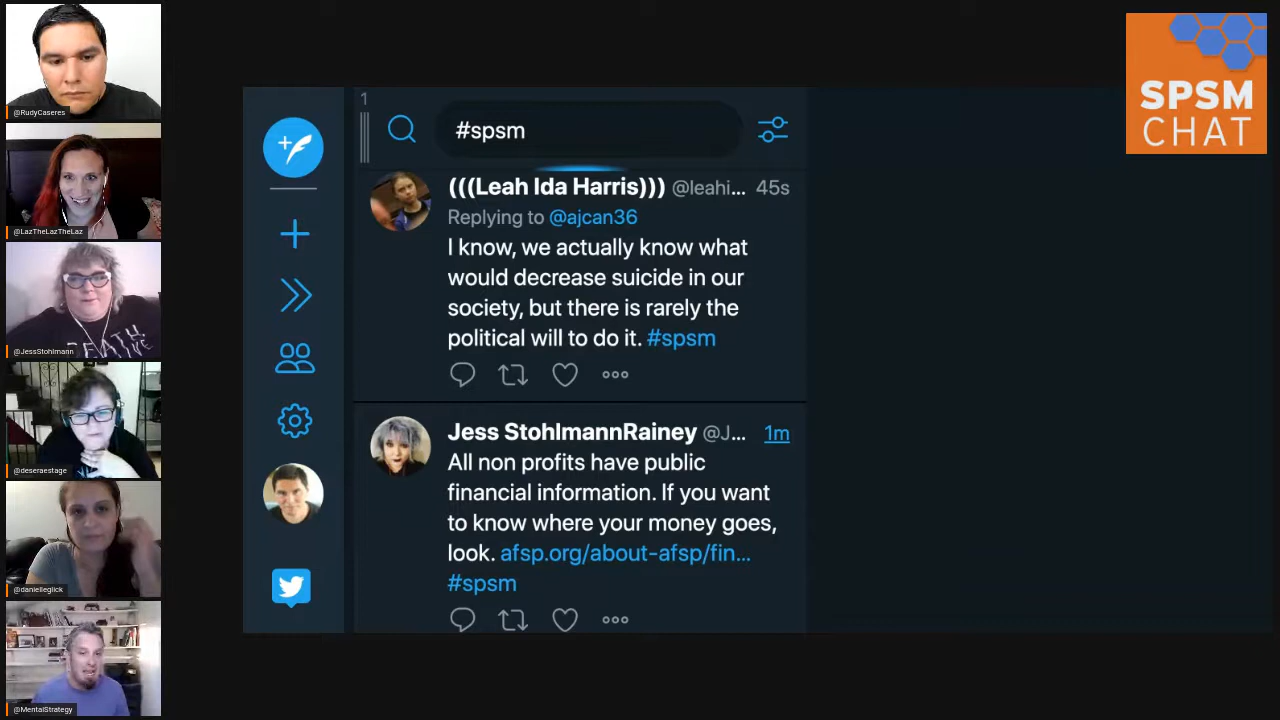 @RudyCaseres
@LazTheLazTheLaz
@JessStohlmann
@deseraestage
@danielleglick
@MentalStrategy
1
#spsm
(((Leah Ida Harris))) @leahi... 45s
Replying to @ajcan36
I know, we actually know what
would decrease suicide in our
society, but there is rarely the
political will to do it. #spsm
Jess StohlmannRainey @J... 1m
All non profits have public
financial information. If you want
to know where your money goes,
look. afsp.org/about-afsp/fin...
#spsm
SPSM
CHAT